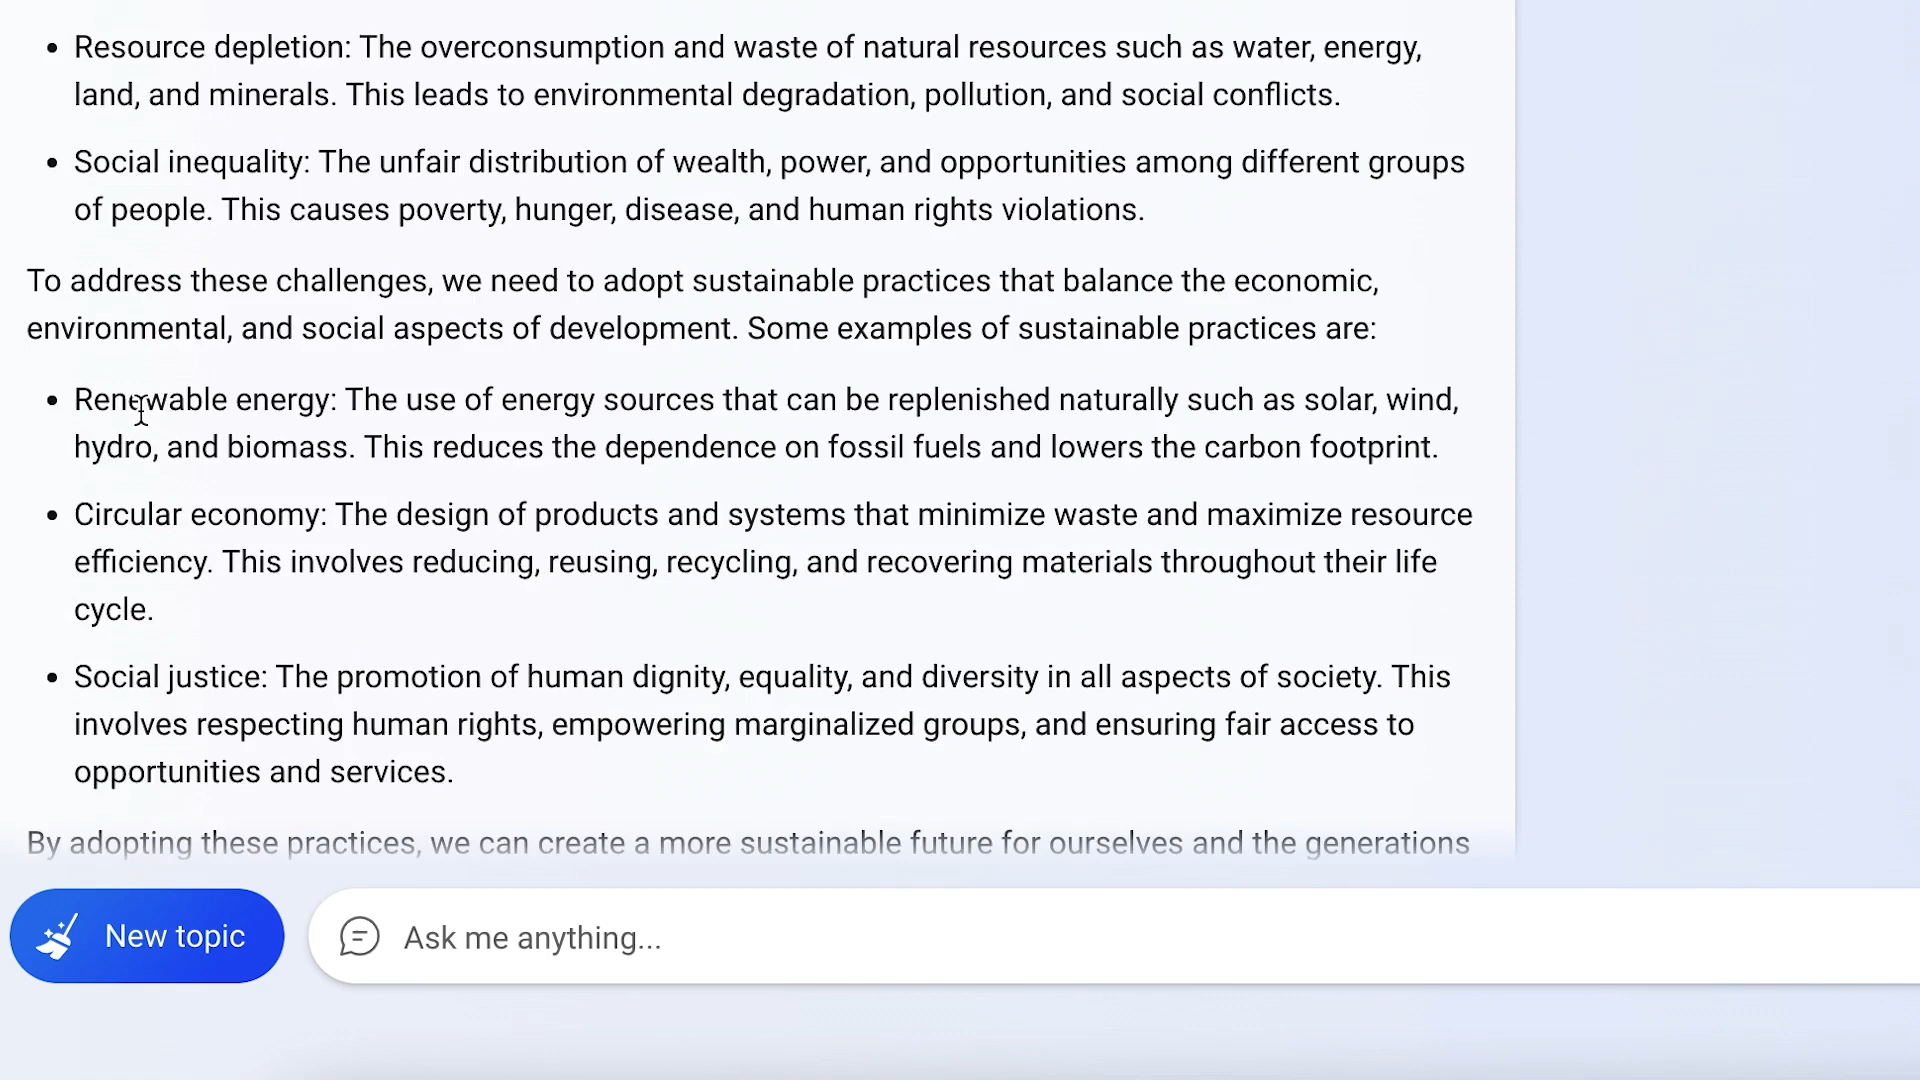 • Resource depletion: The overconsumption and waste of natural resources such as water, energy,
land, and minerals. This leads to environmental degradation, pollution, and social conflicts.
• Social inequality: The unfair distribution of wealth, power, and opportunities among different groups
of people. This causes poverty, hunger, disease, and human rights violations.
To address these challenges, we need to adopt sustainable practices that balance the economic,
environmental, and social aspects of development. Some examples of sustainable practices are:
• Renewable energy: The use of energy sources that can be replenished naturally such as solar, wind,
hydro, and biomass. This reduces the dependence on fossil fuels and lowers the carbon footprint.
• Circular economy: The design of products and systems that minimize waste and maximize resource
efficiency. This involves reducing, reusing, recycling, and recovering materials throughout their life
cycle.
• Social justice: The promotion of human dignity, equality, and diversity in all aspects of society. This
involves respecting human rights, empowering marginalized groups, and ensuring fair access to
opportunities and services.
By adopting these practices, we can create a more sustainable future for ourselves and the generations
New topic
Ask me anything...